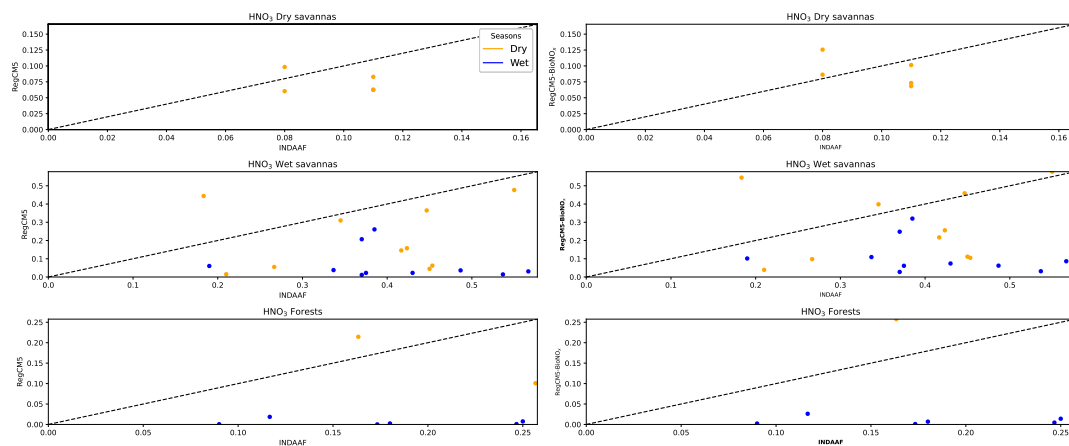 HNO₃ Dry savannas
RegCM5
0.150
0.125
0.100
0.075
0.050
0.025
0.000
0.00 0.02 0.04 0.06 0.08 0.10 0.12 0.14 0.16
INDAAF
Seasons
Dry
Wet
HNO₃ Dry savannas
RegCM5-BioNOₓ
0.150
0.125
0.100
0.075
0.050
0.025
0.000
0.00 0.02 0.04 0.06 0.08 0.10 0.12 0.14 0.16
INDAAF
HNO₃ Wet savannas
RegCM5
0.5
0.4
0.3
0.2
0.1
0.0
0.0 0.1 0.2 0.3 0.4 0.5
INDAAF
HNO₃ Wet savannas
RegCM5-BioNOₓ
0.5
0.4
0.3
0.2
0.1
0.0
0.0 0.1 0.2 0.3 0.4 0.5
INDAAF
HNO₃ Forests
RegCM5
0.25
0.20
0.15
0.10
0.05
0.00
0.00 0.05 0.10 0.15 0.20 0.25
INDAAF
HNO₃ Forests
RegCM5-BioNOₓ
0.25
0.20
0.15
0.10
0.05
0.00
0.00 0.05 0.10 0.15 0.20 0.25
INDAAF